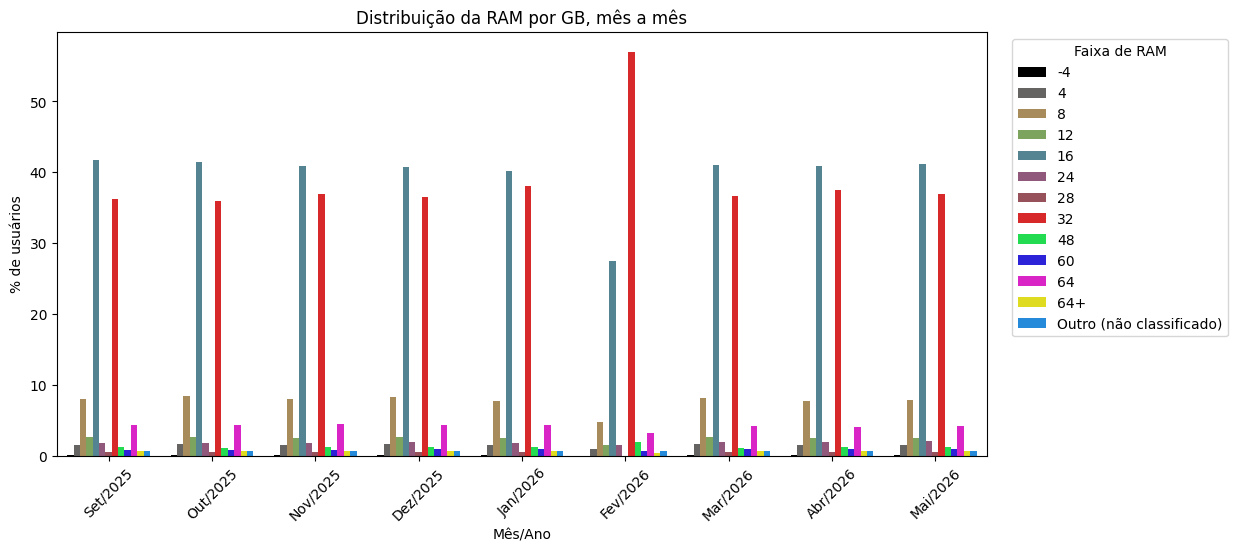 Distribuição da RAM por GB, mês a mês
% de usuários
50
40
30
20
10
0
Set/2025
Out/2025
Nov/2025
Dez/2025
Jan/2026
Fev/2026
Mar/2026
Abr/2026
Mai/2026
Mês/Ano
Faixa de RAM
-4
4
8
12
16
24
28
32
48
60
64
64+
Outro (não classificado)